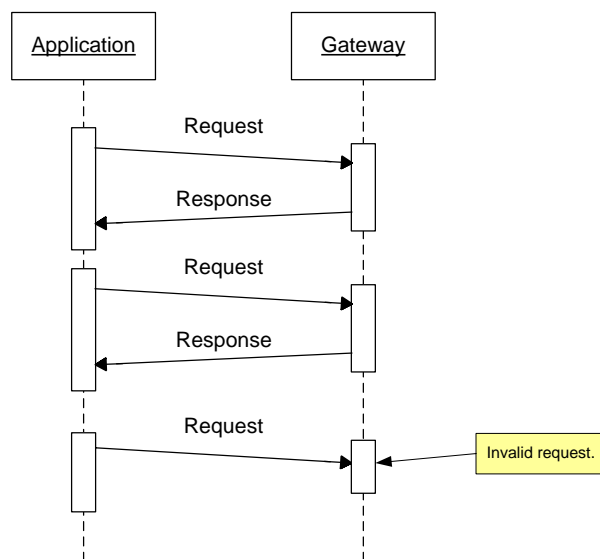 Application
Gateway
Request
Response
Request
Response
Request
Invalid request.